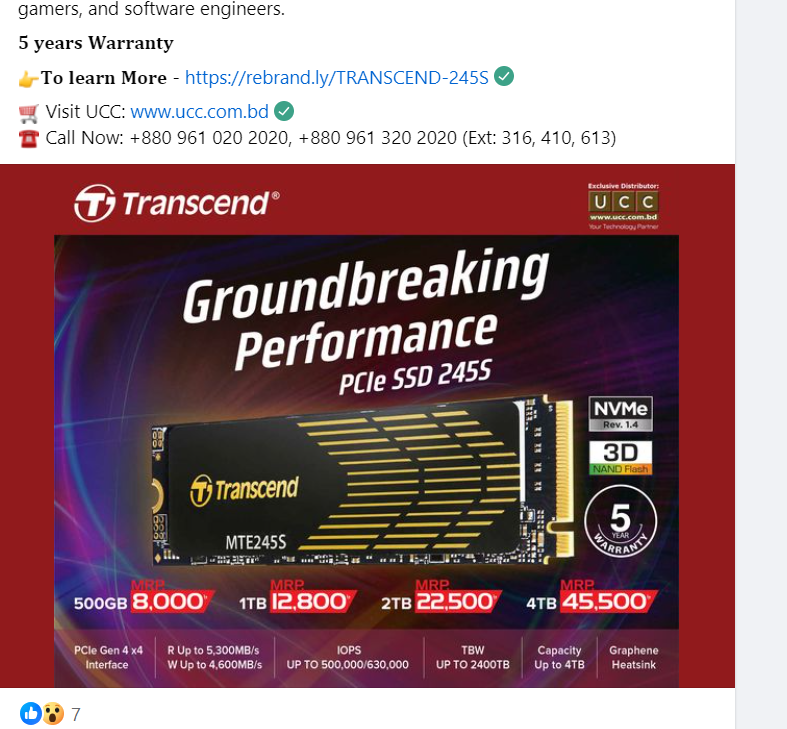 gamers, and software engineers.
5 years Warranty
👉To learn More - https://rebrand.ly/TRANSCEND-245S
Visit UCC: www.ucc.com.bd
Call Now: +880 961 020 2020, +880 961 320 2020 (Ext: 316, 410, 613)
Transcend®
Exclusive Distributor:
UCC
www.ucc.com.bd
Your Technology Partner
Groundbreaking
Performance
PCIe SSD 245S
NVMe
Rev. 1.4
3D
NAND Flash
Transcend
MTE245S
5
YEAR
WARRANTY
MRP MRP MRP MRP
500GB 8,000 1TB 12,800 2TB 22,500 4TB 45,500
PCIe Gen 4 x4
Interface
R Up to 5,300MB/s
W Up to 4,600MB/s
IOPS
UP TO 500,000/630,000
TBW
UP TO 2400TB
Capacity
Up to 4TB
Graphene
Heatsink
7